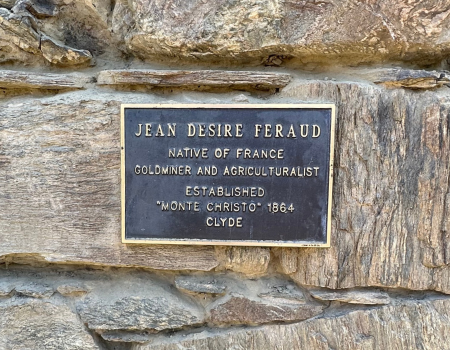 JEAN DESIRE FERAUD
NATIVE OF FRANCE
GOLDMINER AND AGRICULTURALIST
ESTABLISHED
"MONTE CHRISTO" 1864
CLYDE